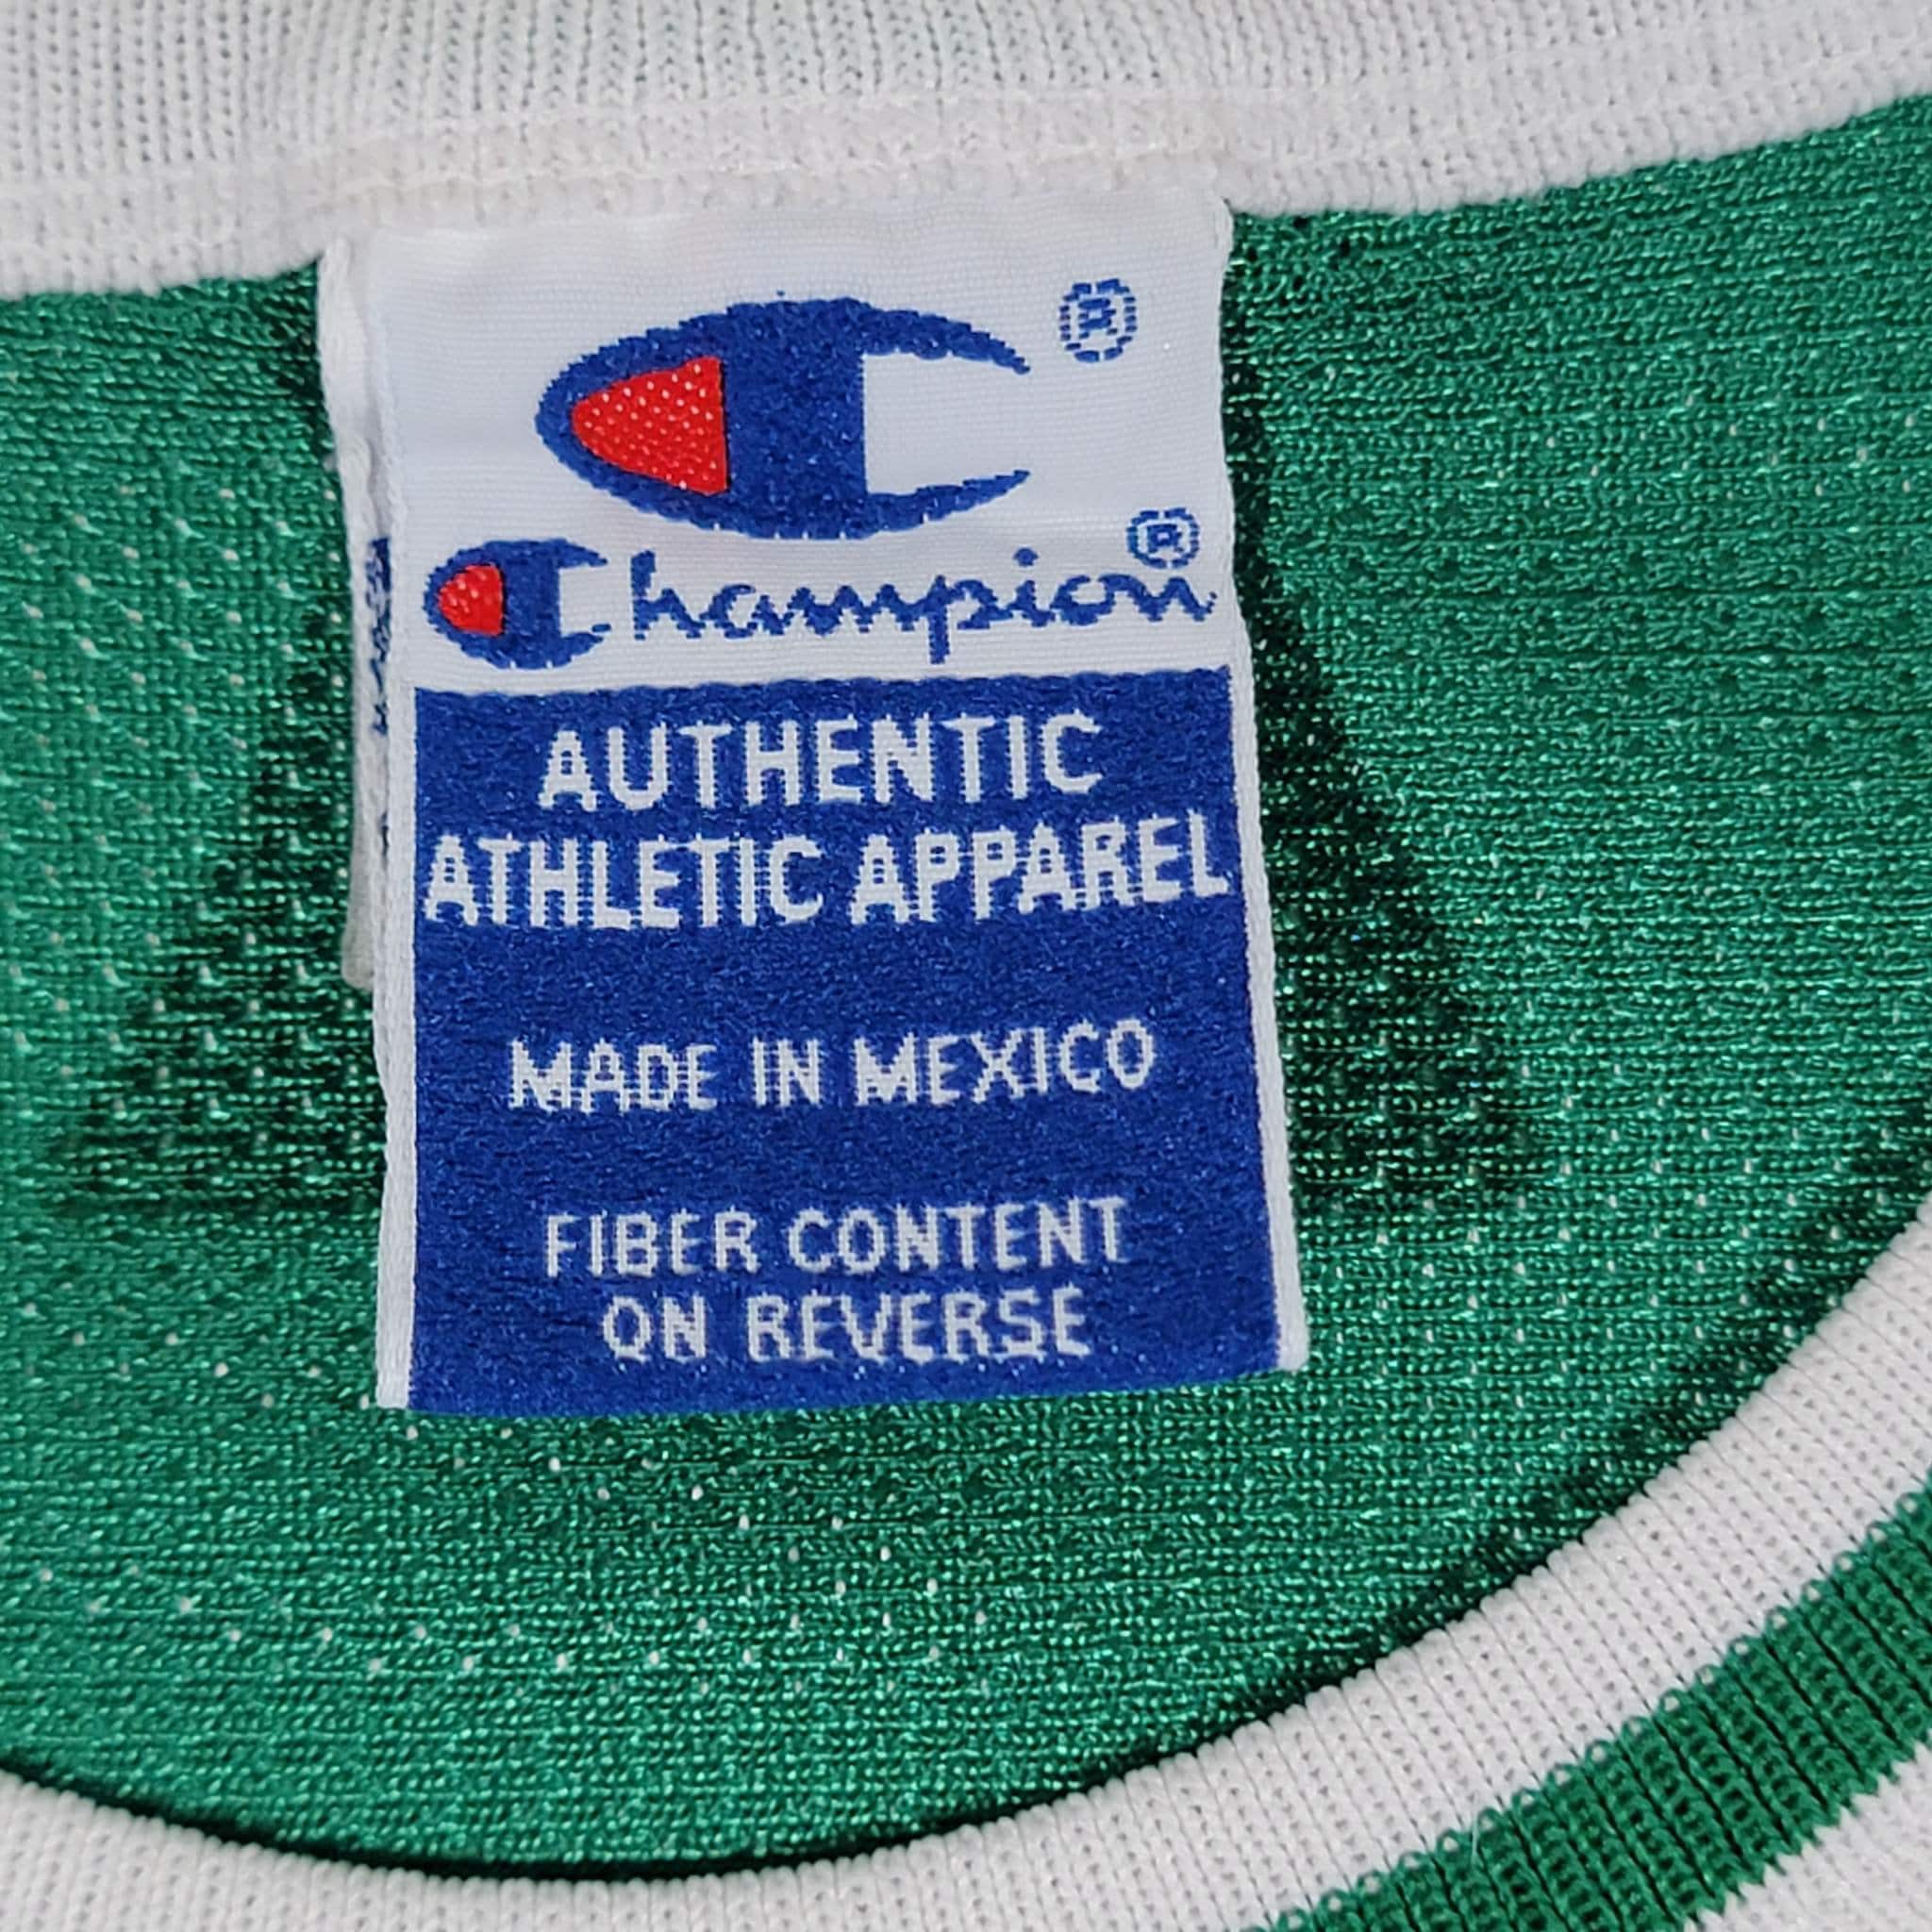 ®
Champion®
AUTHENTIC
ATHLETIC APPAREL
MADE IN MEXICO
FIBER CONTENT
ON REVERSE